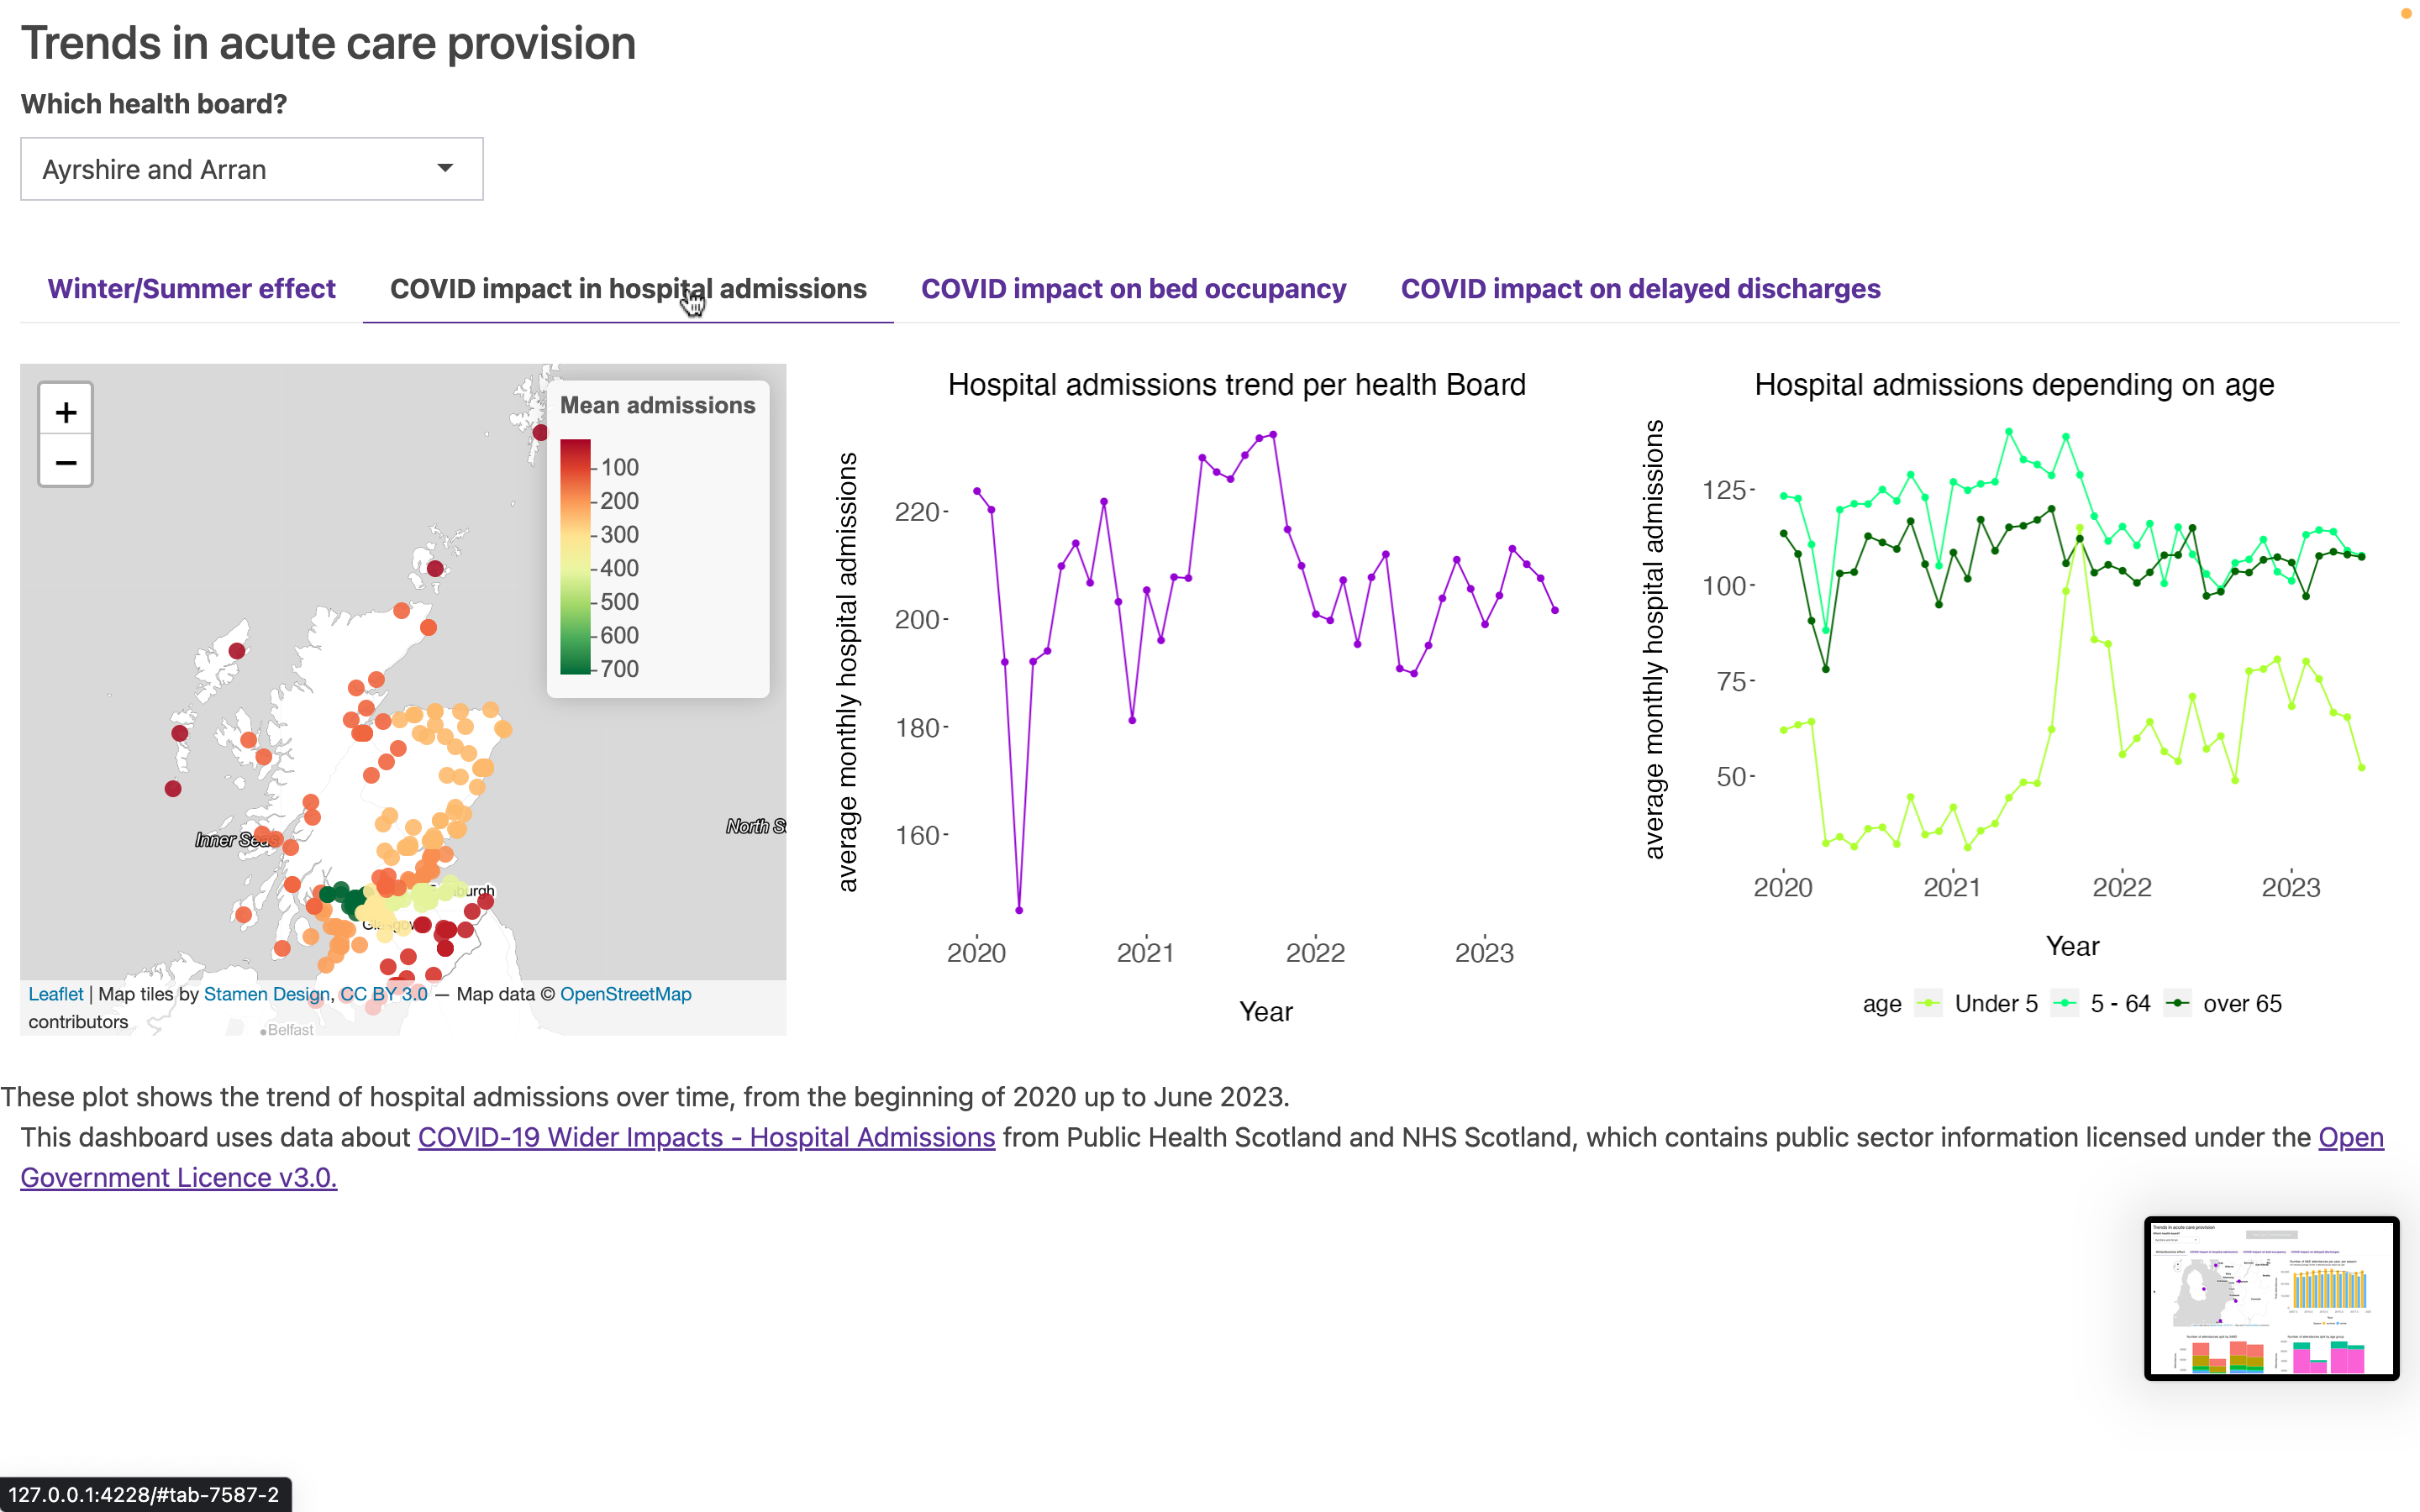 Trends in acute care provision
Which health board?
Ayrshire and Arran
Winter/Summer effect
COVID impact in hospital admissions
COVID impact on bed occupancy
COVID impact on delayed discharges
+
−
Mean admissions
100
200
300
400
500
600
700
North S
Inner Seas
burgh
Glasgow
Belfast
Leaflet | Map tiles by Stamen Design, CC BY 3.0 — Map data © OpenStreetMap
contributors
Hospital admissions trend per health Board
average monthly hospital admissions
220
200
180
160
2020
2021
2022
2023
Year
Hospital admissions depending on age
average monthly hospital admissions
125
100
75
50
2020
2021
2022
2023
Year
age
Under 5
5 - 64
over 65
These plot shows the trend of hospital admissions over time, from the beginning of 2020 up to June 2023.
This dashboard uses data about COVID-19 Wider Impacts - Hospital Admissions from Public Health Scotland and NHS Scotland, which contains public sector information licensed under the Open
Government Licence v3.0.
Trends in acute care provision
127.0.0.1:4228/#tab-7587-2